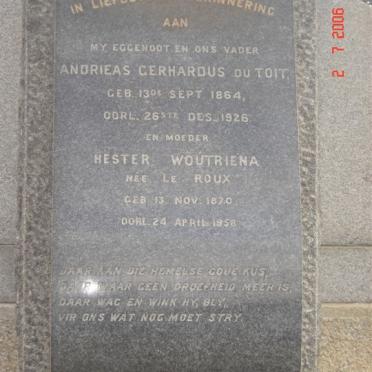 IN LIEFDEVOLLE HERINNERING
AAN
MY EGGENOOT EN ONS VADER
ANDRIEAS GERHARDUS DU TOIT,
GEB. 13DE SEPT 1864,
OORL. 26STE DES. 1926
EN MOEDER
HESTER WOUTRIENA
NEE LE ROUX
GEB 13. NOV. 1870
OORL. 24 APRIL 1958
DAAR AAN DIE HEMELSE GOUE KUS,
DAAR WAAR GEEN DROEFHEID MEER IS,
DAAR WAG EN WINK HY, BLY,
VIR ONS WAT NOG MOET STRY.
2 7 2006